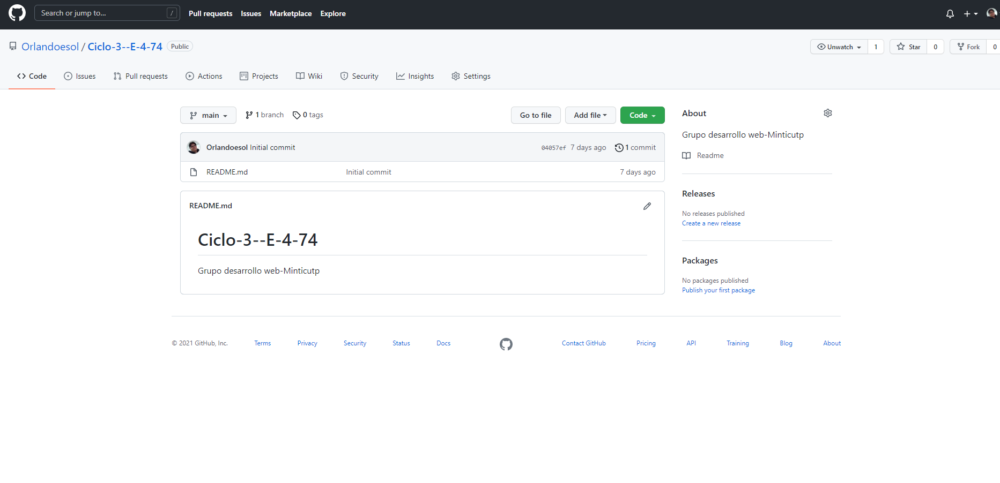 Search or jump to... /
Pull requests Issues Marketplace Explore
Orlandoesol / Ciclo-3--E-4-74 Public
Unwatch 1 Star 0 Fork 0
Code Issues Pull requests Actions Projects Wiki Security Insights Settings
main 1 branch 0 tags Go to file Add file Code
Orlandoesol Initial commit 04057ef 7 days ago 1 commit
README.md Initial commit 7 days ago
README.md
Ciclo-3--E-4-74
Grupo desarrollo web-Minticutp
About
Grupo desarrollo web-Minticutp
Readme
Releases
No releases published
Create a new release
Packages
No packages published
Publish your first package
© 2021 GitHub, Inc. Terms Privacy Security Status Docs Contact GitHub Pricing API Training Blog About